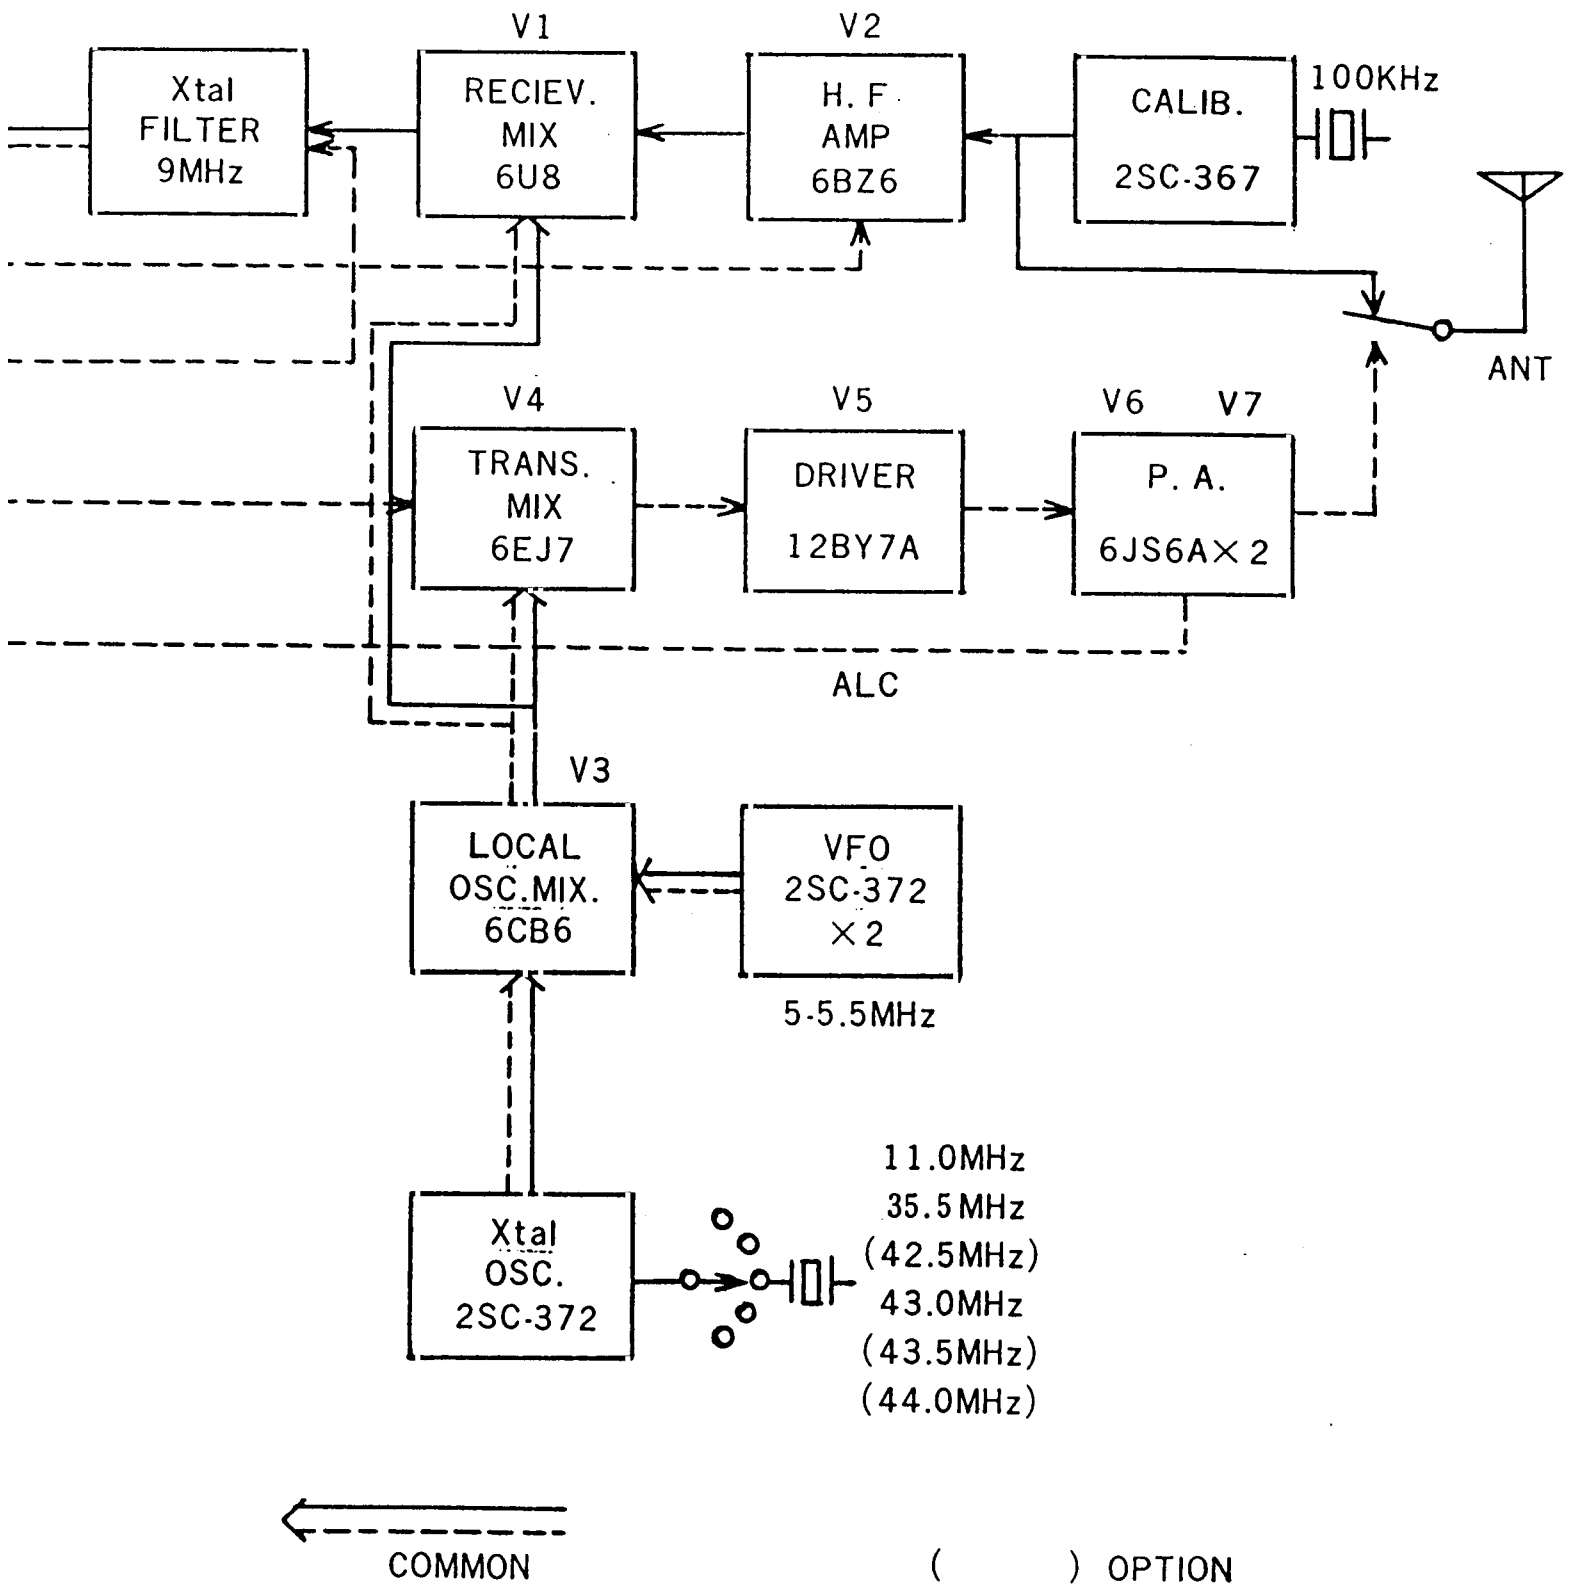 V1
V2
Xtal
FILTER
9MHz
RECIEV.
MIX
6U8
H. F
AMP
6BZ6
CALIB.
2SC-367
100KHz
ANT
V4
V5
V6
V7
TRANS.
MIX
6EJ7
DRIVER
12BY7A
P. A.
6JS6A×2
ALC
V3
LOCAL
OSC.MIX.
6CB6
VFO
2SC-372
×2
5-5.5MHz
Xtal
OSC.
2SC-372
11.0MHz
35.5MHz
(42.5MHz)
43.0MHz
(43.5MHz)
(44.0MHz)
COMMON
( ) OPTION